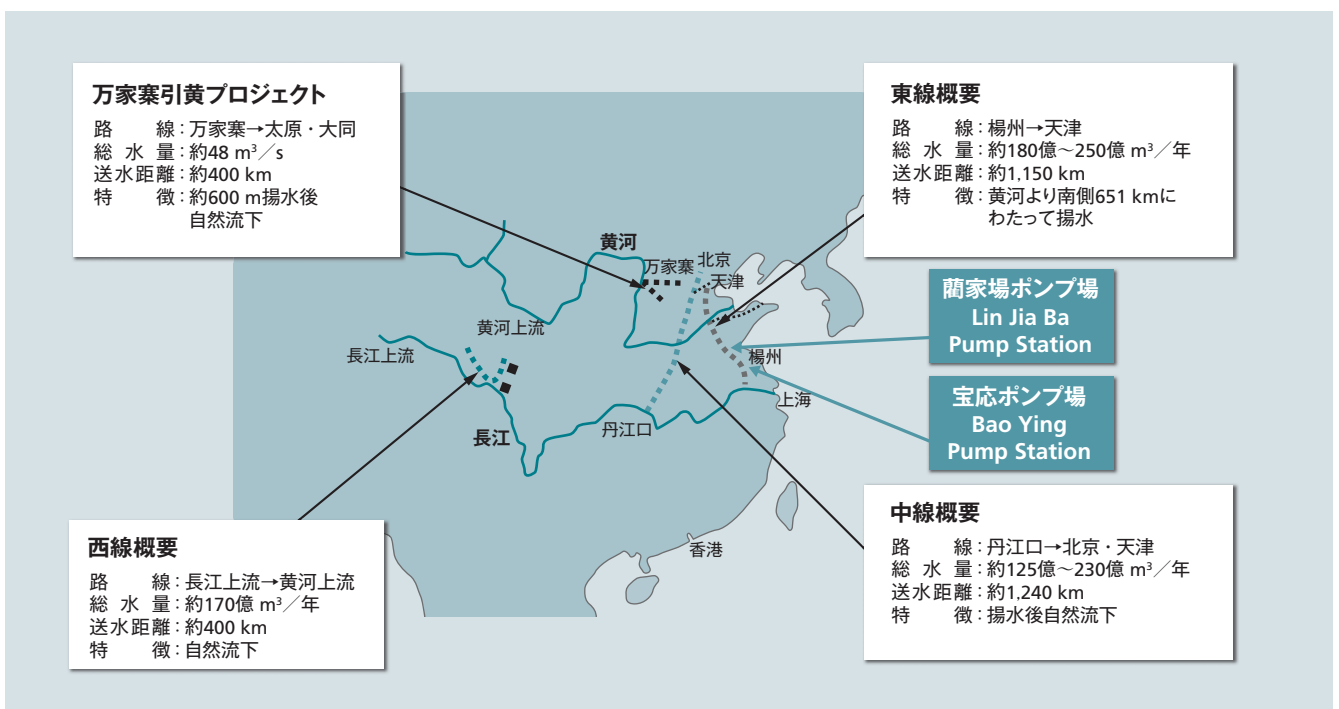 万家寨引黄プロジェクト
路線：万家寨→太原・大同
総水量：約48 m³／s
送水距離：約400 km
特徴：約600 m揚水後
自然流下
東線概要
路線：楊州→天津
総水量：約180億〜250億 m³／年
送水距離：約1,150 km
特徴：黄河より南側651 kmに
わたって揚水
黄河
万家寨
北京
天津
黄河上流
長江上流
楊州
上海
長江
丹江口
香港
藺家場ポンプ場
Lin Jia Ba
Pump Station
宝応ポンプ場
Bao Ying
Pump Station
西線概要
路線：長江上流→黄河上流
総水量：約170億 m³／年
送水距離：約400 km
特徴：自然流下
中線概要
路線：丹江口→北京・天津
総水量：約125億〜230億 m³／年
送水距離：約1,240 km
特徴：揚水後自然流下